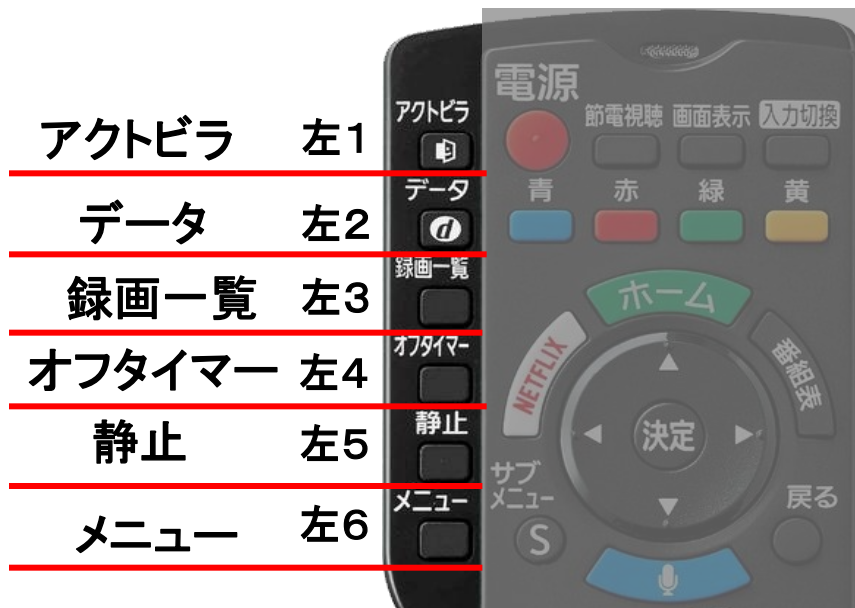 電源
アクトビラ 左1 アクトビラ
節電視聴 画面表示 入力切換
データ 左2 データ
d
青 赤 緑 黄
録画一覧 左3 録画一覧
ホーム
オフタイマー 左4 オフタイマー
NETFLIX
番組表
静止 左5 静止
決定
サブ
メニュー
S
戻る
メニュー 左6 メニュー